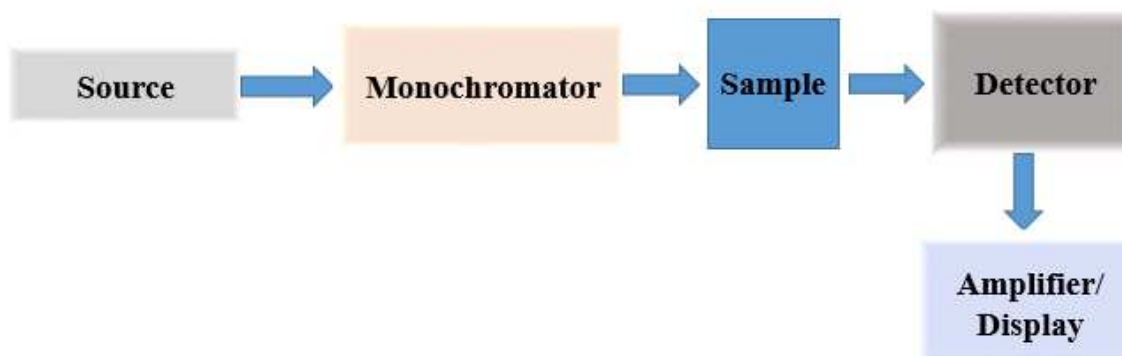 Source
Monochromator
Sample
Detector
Amplifier/
Display